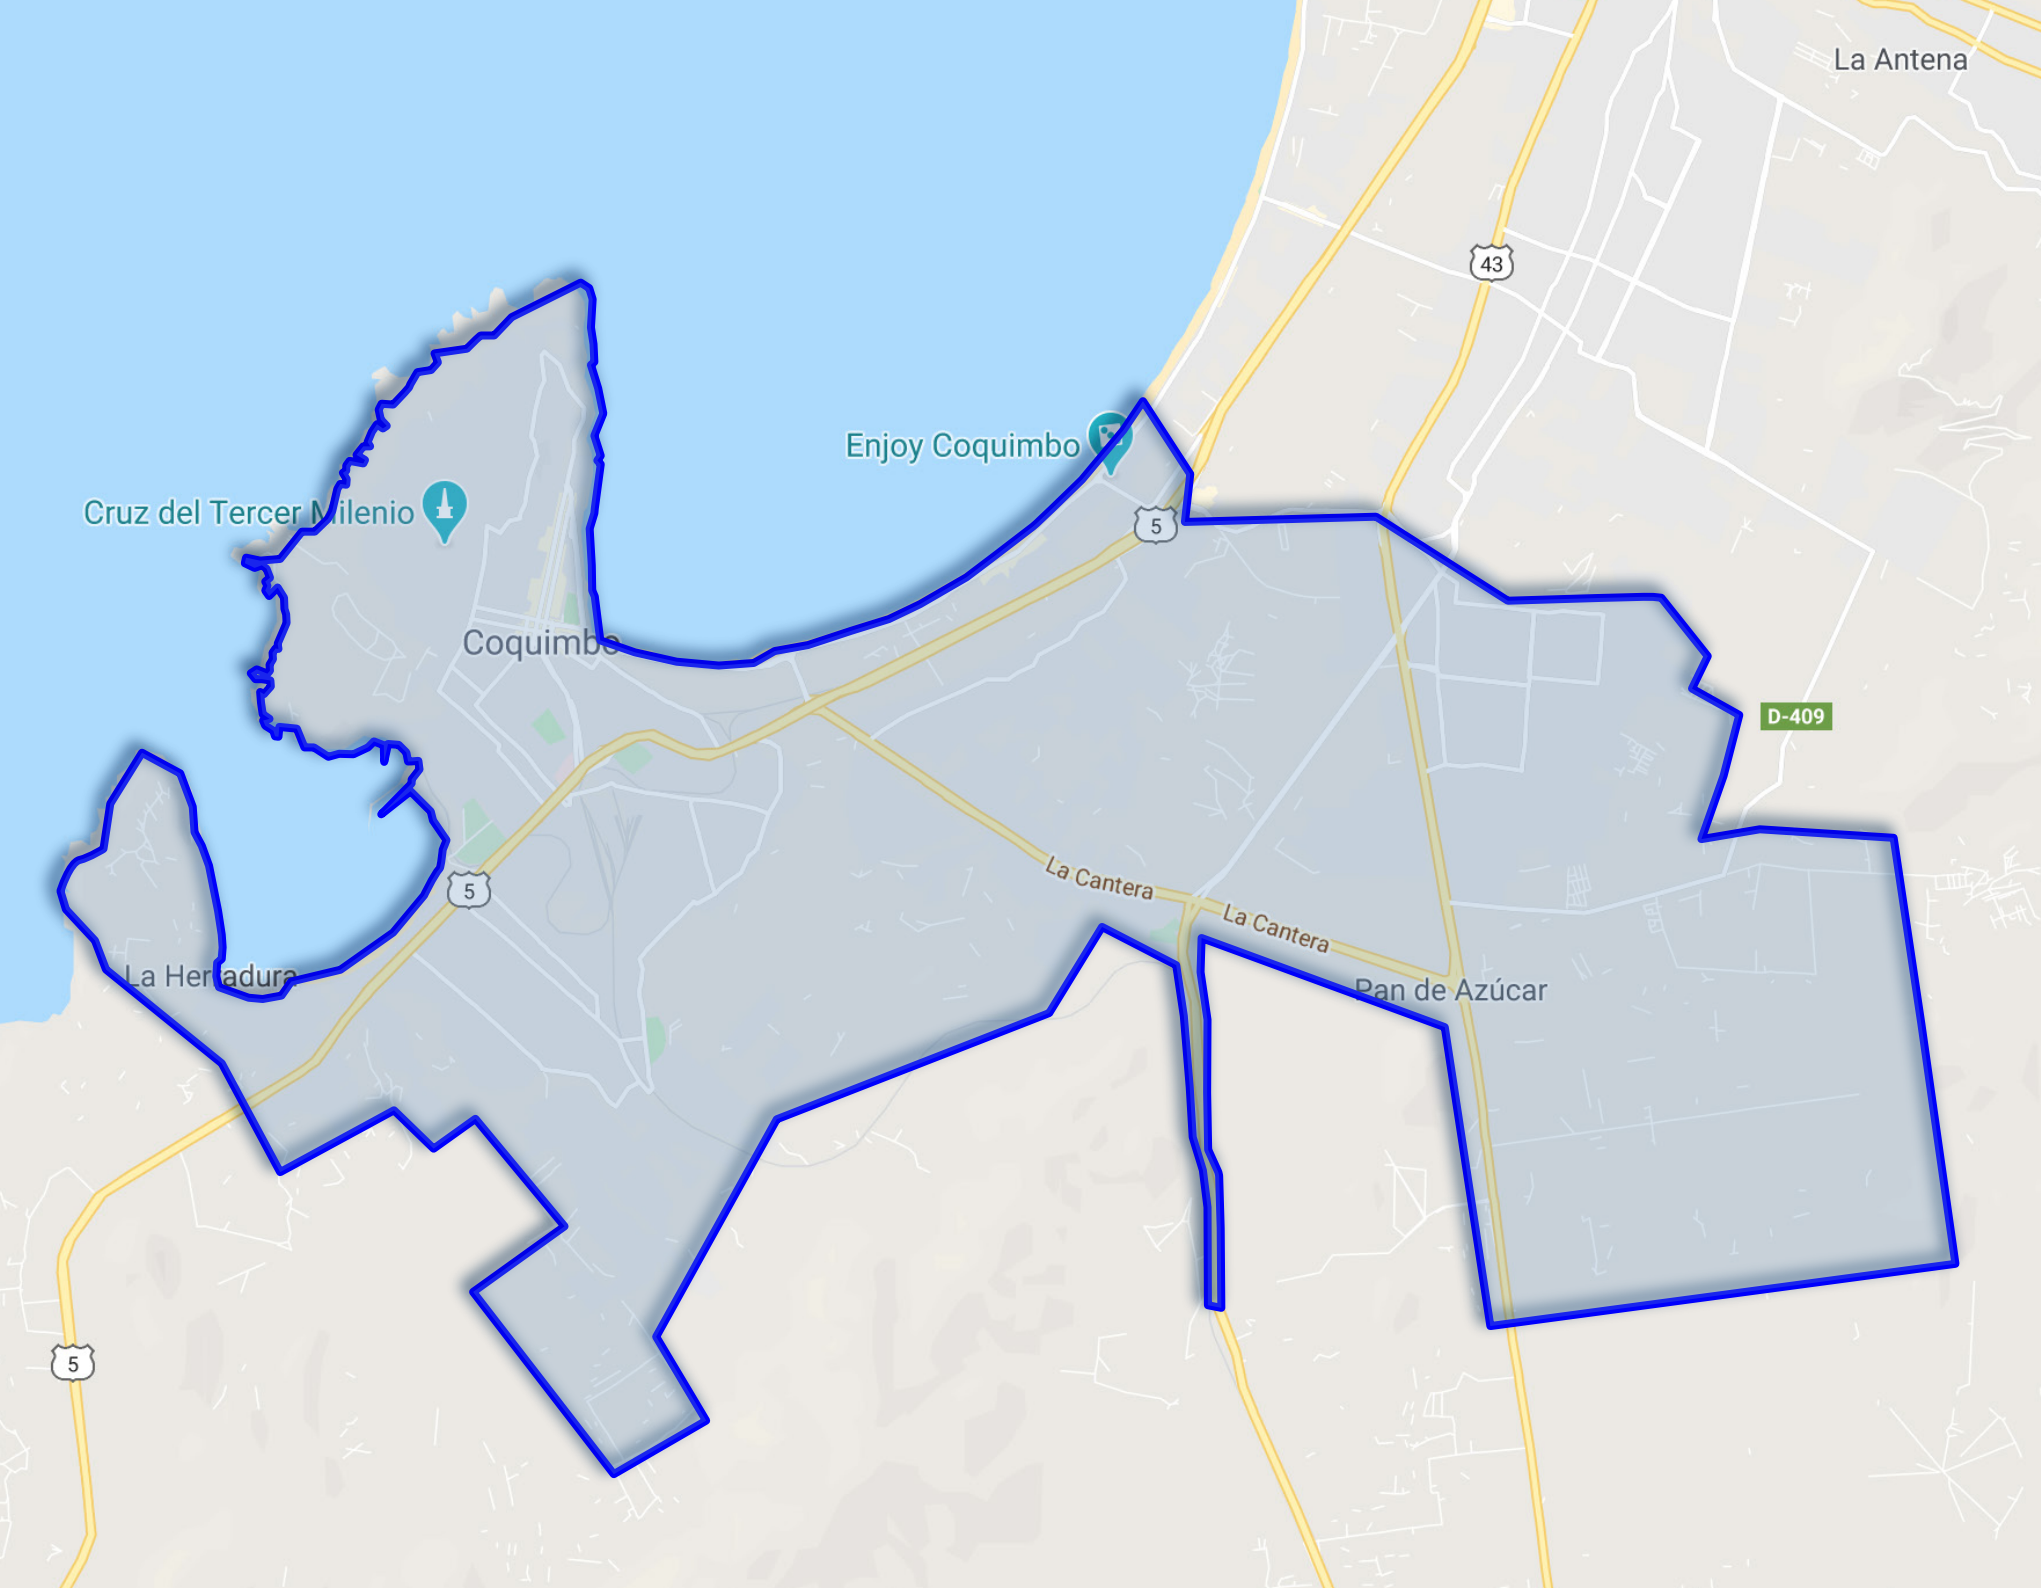 La Antena
43
Enjoy Coquimbo
Cruz del Tercer Milenio
5
Coquimbo
D-409
La Cantera
5
La Cantera
La Herradura
Pan de Azúcar
5